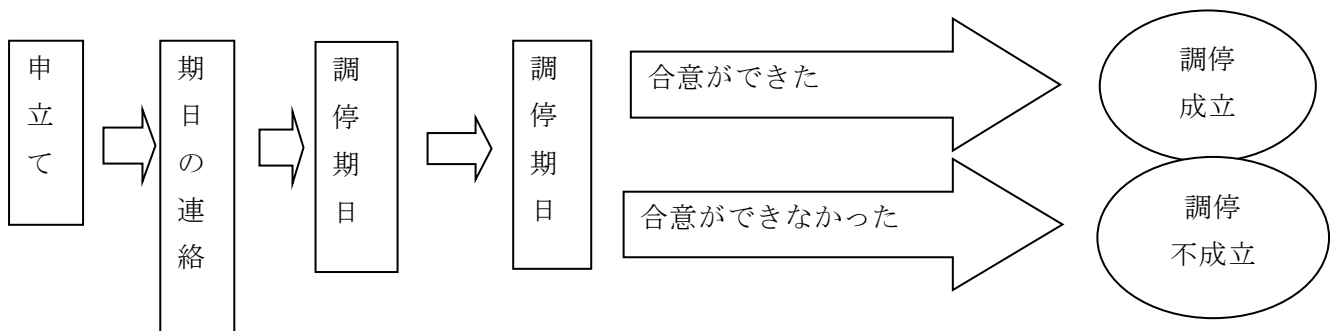 申立て
期日の連絡
調停期日
調停期日
合意ができた
調停
成立
合意ができなかった
調停
不成立